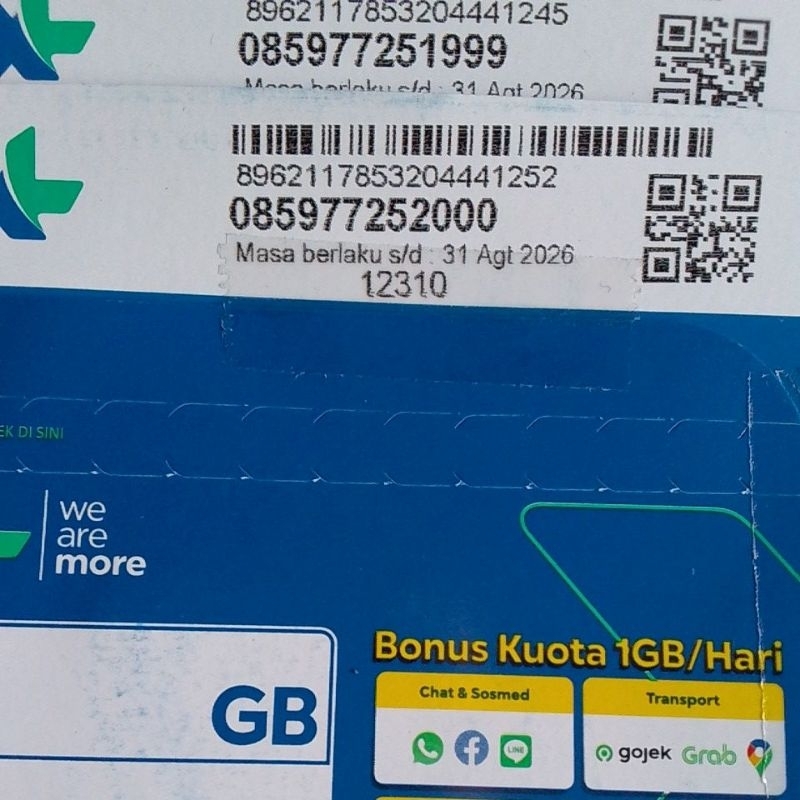 8962117853204441245
085977251999
Masa berlaku s/d : 31 Agt 2026
8962117853204441252
085977252000
Masa berlaku s/d : 31 Agt 2026
12310
EK DI SINI
we
are
more
GB
Bonus Kuota 1GB/Hari
Chat & Sosmed
Transport
LINE
gojek
Grab